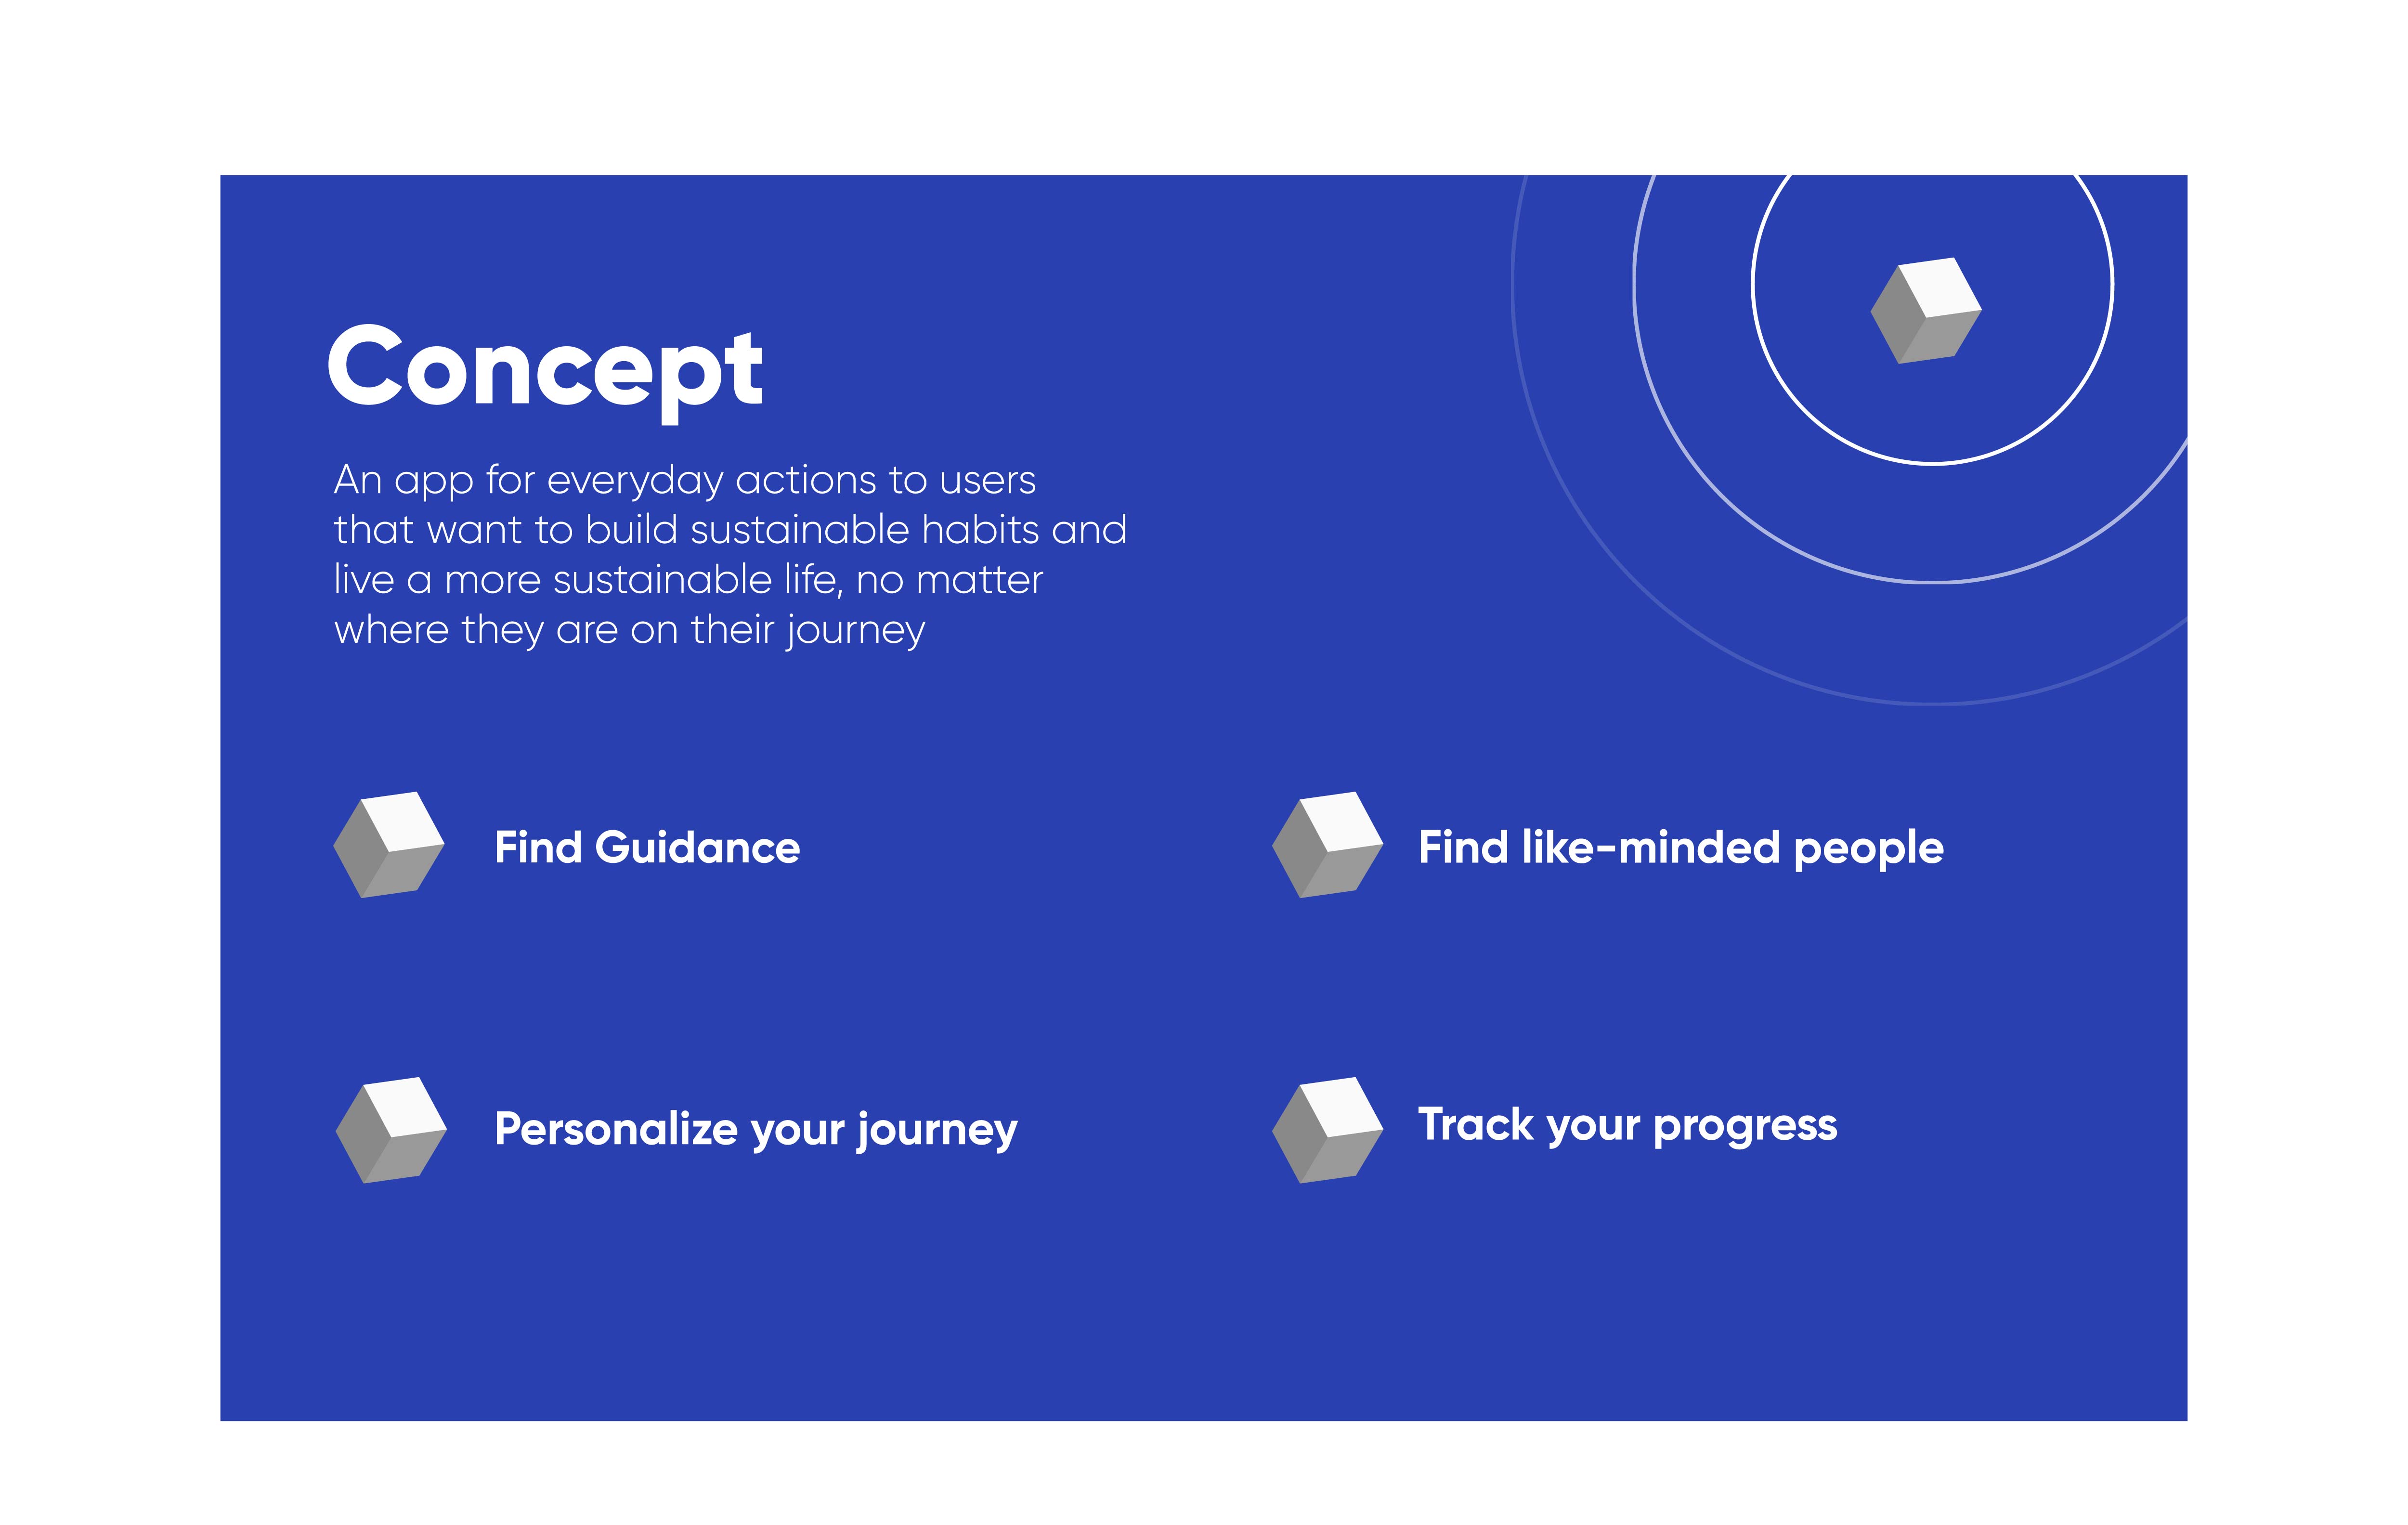 Concept
An app for everyday actions to users
that want to build sustainable habits and
live a more sustainable life, no matter
where they are on their journey
Find Guidance
Find like-minded people
Personalize your journey
Track your progress